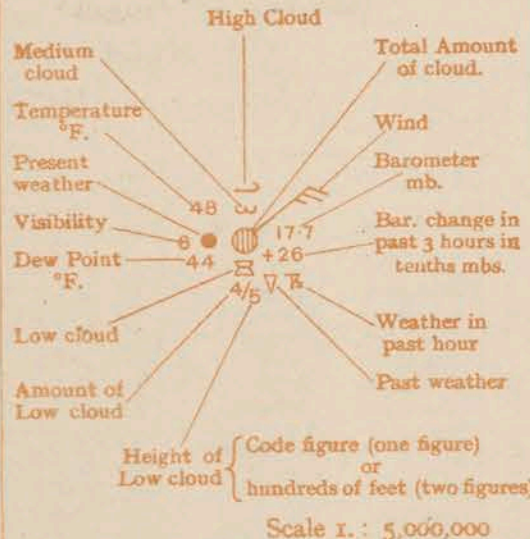 High Cloud
Medium
cloud
Total Amount
of cloud.
Temperature
°F.
Wind
Present
weather
Barometer
mb.
48
Visibility
6
17.7
Bar. change in
past 3 hours in
tenths mbs.
Dew Point
°F.
44
+26
4/5
Low cloud
Weather in
past hour
Amount of
Low cloud
Past weather
Height of
Low cloud
Code figure (one figure)
or
hundreds of feet (two figures)
Scale 1. : 5,000,000